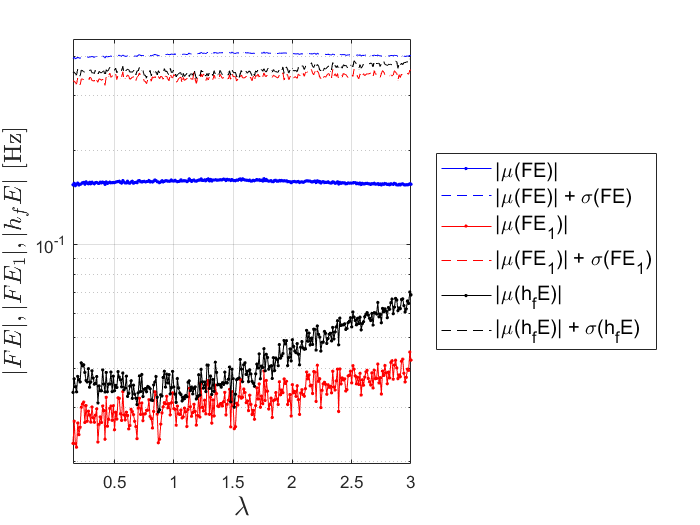 |FE|, |FE₁|, |h_f E| [Hz]
10⁻¹
0.5 1 1.5 2 2.5 3
λ
|μ(FE)|
|μ(FE)| + σ(FE)
|μ(FE₁)|
|μ(FE₁)| + σ(FE₁)
|μ(h_fE)|
|μ(h_fE)| + σ(h_fE)